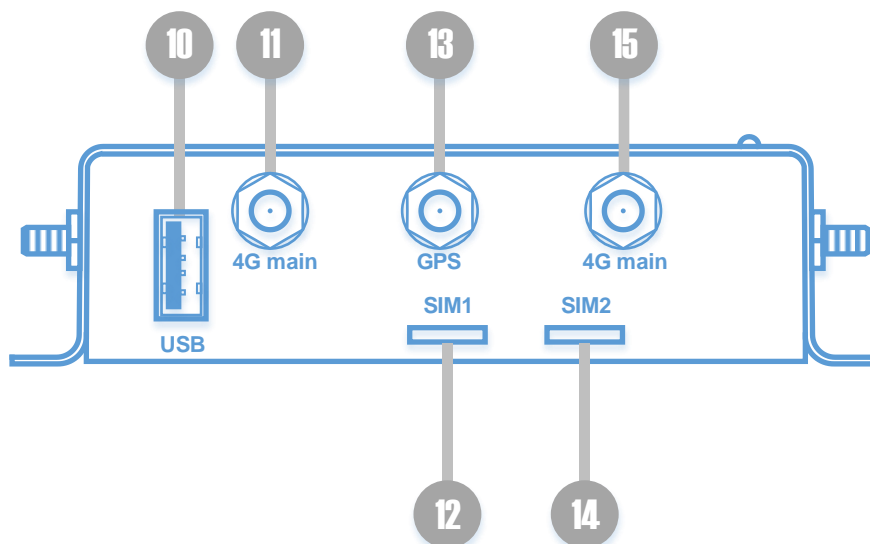 10 11 13 15
4G main GPS 4G main
SIM1 SIM2
USB
12 14